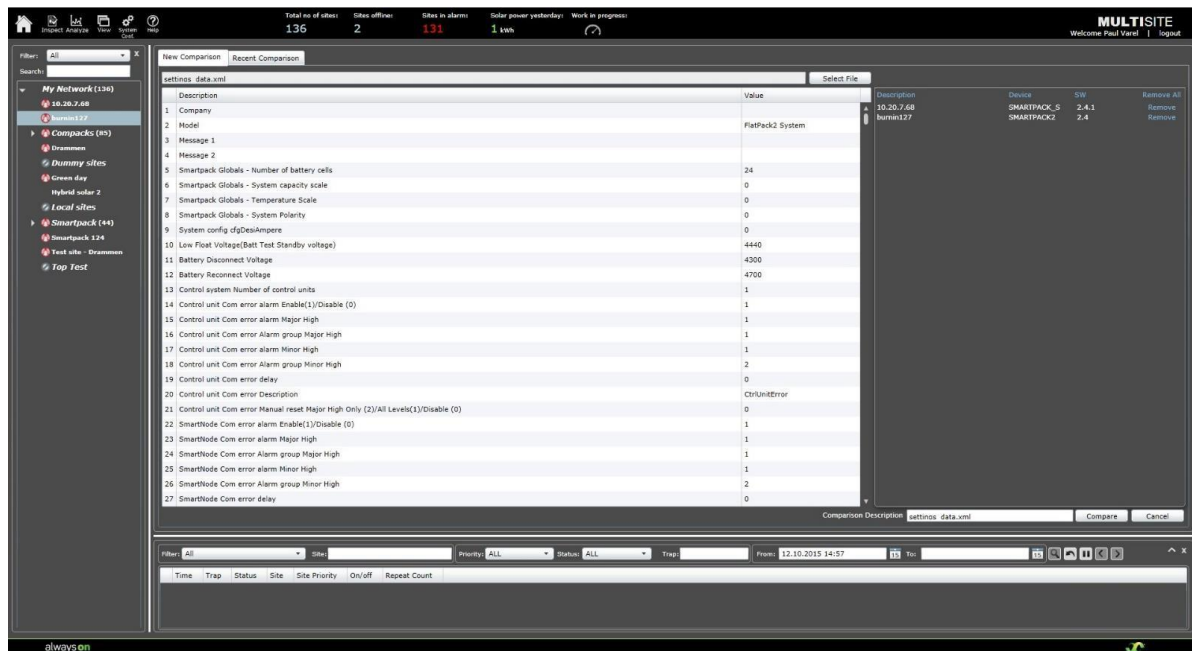 Total no of sites: Sites offline: Sites in alarm: Solar power yesterday: Work in progress:
136 2 131 1 kWh
Inspect Analyze View System Conf. Help
MULTISITE
Welcome Paul Varel | logout
Filter: All X
Search:
My Network (136)
10.20.7.68
burnin127
Compacks (85)
Drammen
Dummy sites
Green day
Hybrid solar 2
Local sites
Smartpack (44)
Smartpack 124
Test site - Drammen
Top Test
New Comparison Recent Comparison
settings data.xml Select File
Description Value
1 Company
2 Model FlatPack2 System
3 Message 1
4 Message 2
5 Smartpack Globals - Number of battery cells 24
6 Smartpack Globals - System capacity scale 0
7 Smartpack Globals - Temperature Scale 0
8 Smartpack Globals - System Polarity 0
9 System config cfgDesiAmpere 0
10 Low Float Voltage(Batt Test Standby voltage) 4440
11 Battery Disconnect Voltage 4300
12 Battery Reconnect Voltage 4700
13 Control system Number of control units 1
14 Control unit Com error alarm Enable(1)/Disable (0) 1
15 Control unit Com error alarm Major High 1
16 Control unit Com error Alarm group Major High 1
17 Control unit Com error alarm Minor High 1
18 Control unit Com error Alarm group Minor High 2
19 Control unit Com error delay 0
20 Control unit Com error Description CtrlUnitError
21 Control unit Com error Manual reset Major High Only (2)/All Levels(1)/Disable (0) 0
22 SmartNode Com error alarm Enable(1)/Disable (0) 1
23 SmartNode Com error alarm Major High 1
24 SmartNode Com error Alarm group Major High 1
25 SmartNode Com error alarm Minor High 1
26 SmartNode Com error Alarm group Minor High 2
27 SmartNode Com error delay 0
Description Device SW Remove All
10.20.7.68 SMARTPACK_S 2.4.1 Remove
burnin127 SMARTPACK2 2.4 Remove
Comparison Description settings data.xml Compare Cancel
Filter: All Site: Priority: ALL Status: ALL Trap: From: 12.10.2015 14:57 15 To: 15 X
Time Trap Status Site Site Priority On/off Repeat Count
always on